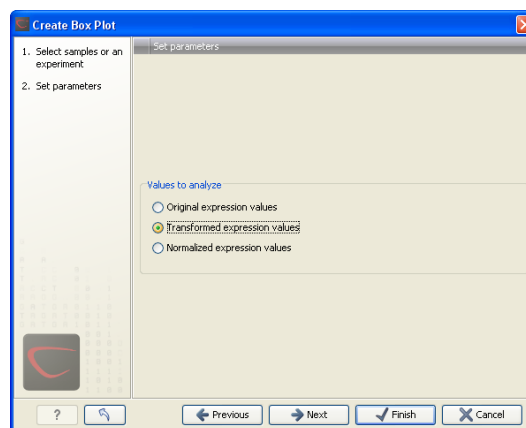 Create Box Plot
1. Select samples or an
experiment
2. Set parameters
Set parameters
Values to analyze
Original expression values
Transformed expression values
Normalized expression values
?
Previous
Next
Finish
Cancel